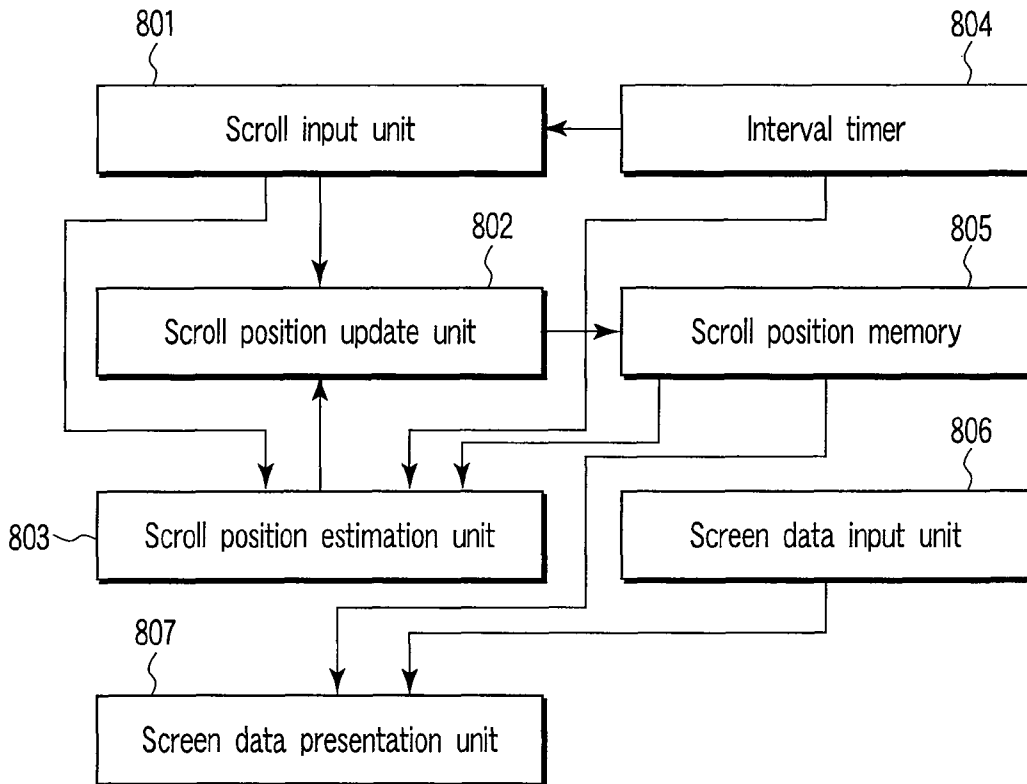 801
804
Scroll input unit
Interval timer
802
805
Scroll position update unit
Scroll position memory
806
803
Scroll position estimation unit
Screen data input unit
807
Screen data presentation unit